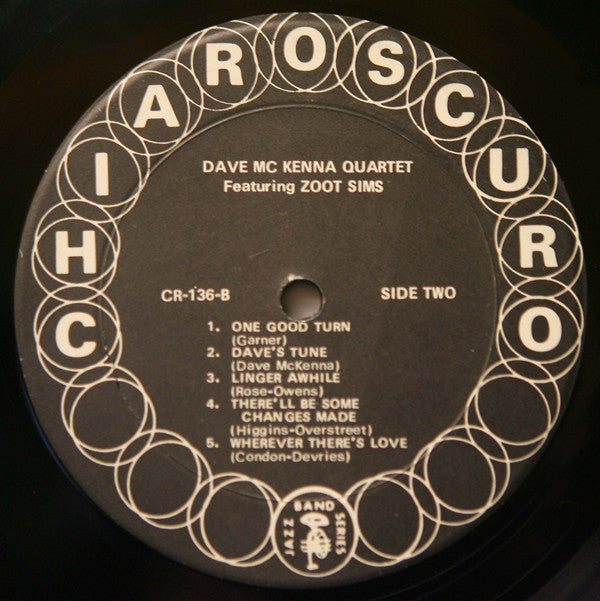 CHIAROSCURO
DAVE MC KENNA QUARTET
Featuring ZOOT SIMS
CR-136-B
SIDE TWO
1. ONE GOOD TURN
(Garner)
2. DAVE'S TUNE
(Dave McKenna)
3. LINGER AWHILE
(Rose-Owens)
4. THERE'LL BE SOME
CHANGES MADE
(Higgins-Overstreet)
5. WHEREVER THERE'S LOVE
(Condon-Devries)
JAZZ BAND SERIES